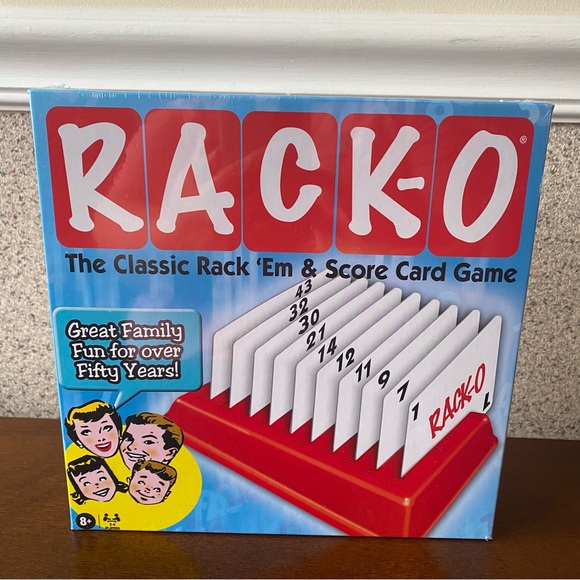 RACK-O®
The Classic Rack 'Em & Score Card Game
Great Family
Fun for over
Fifty Years!
43
32
30
21
14
12
11
9
7
1
RACK-O
8+
PLAYERS